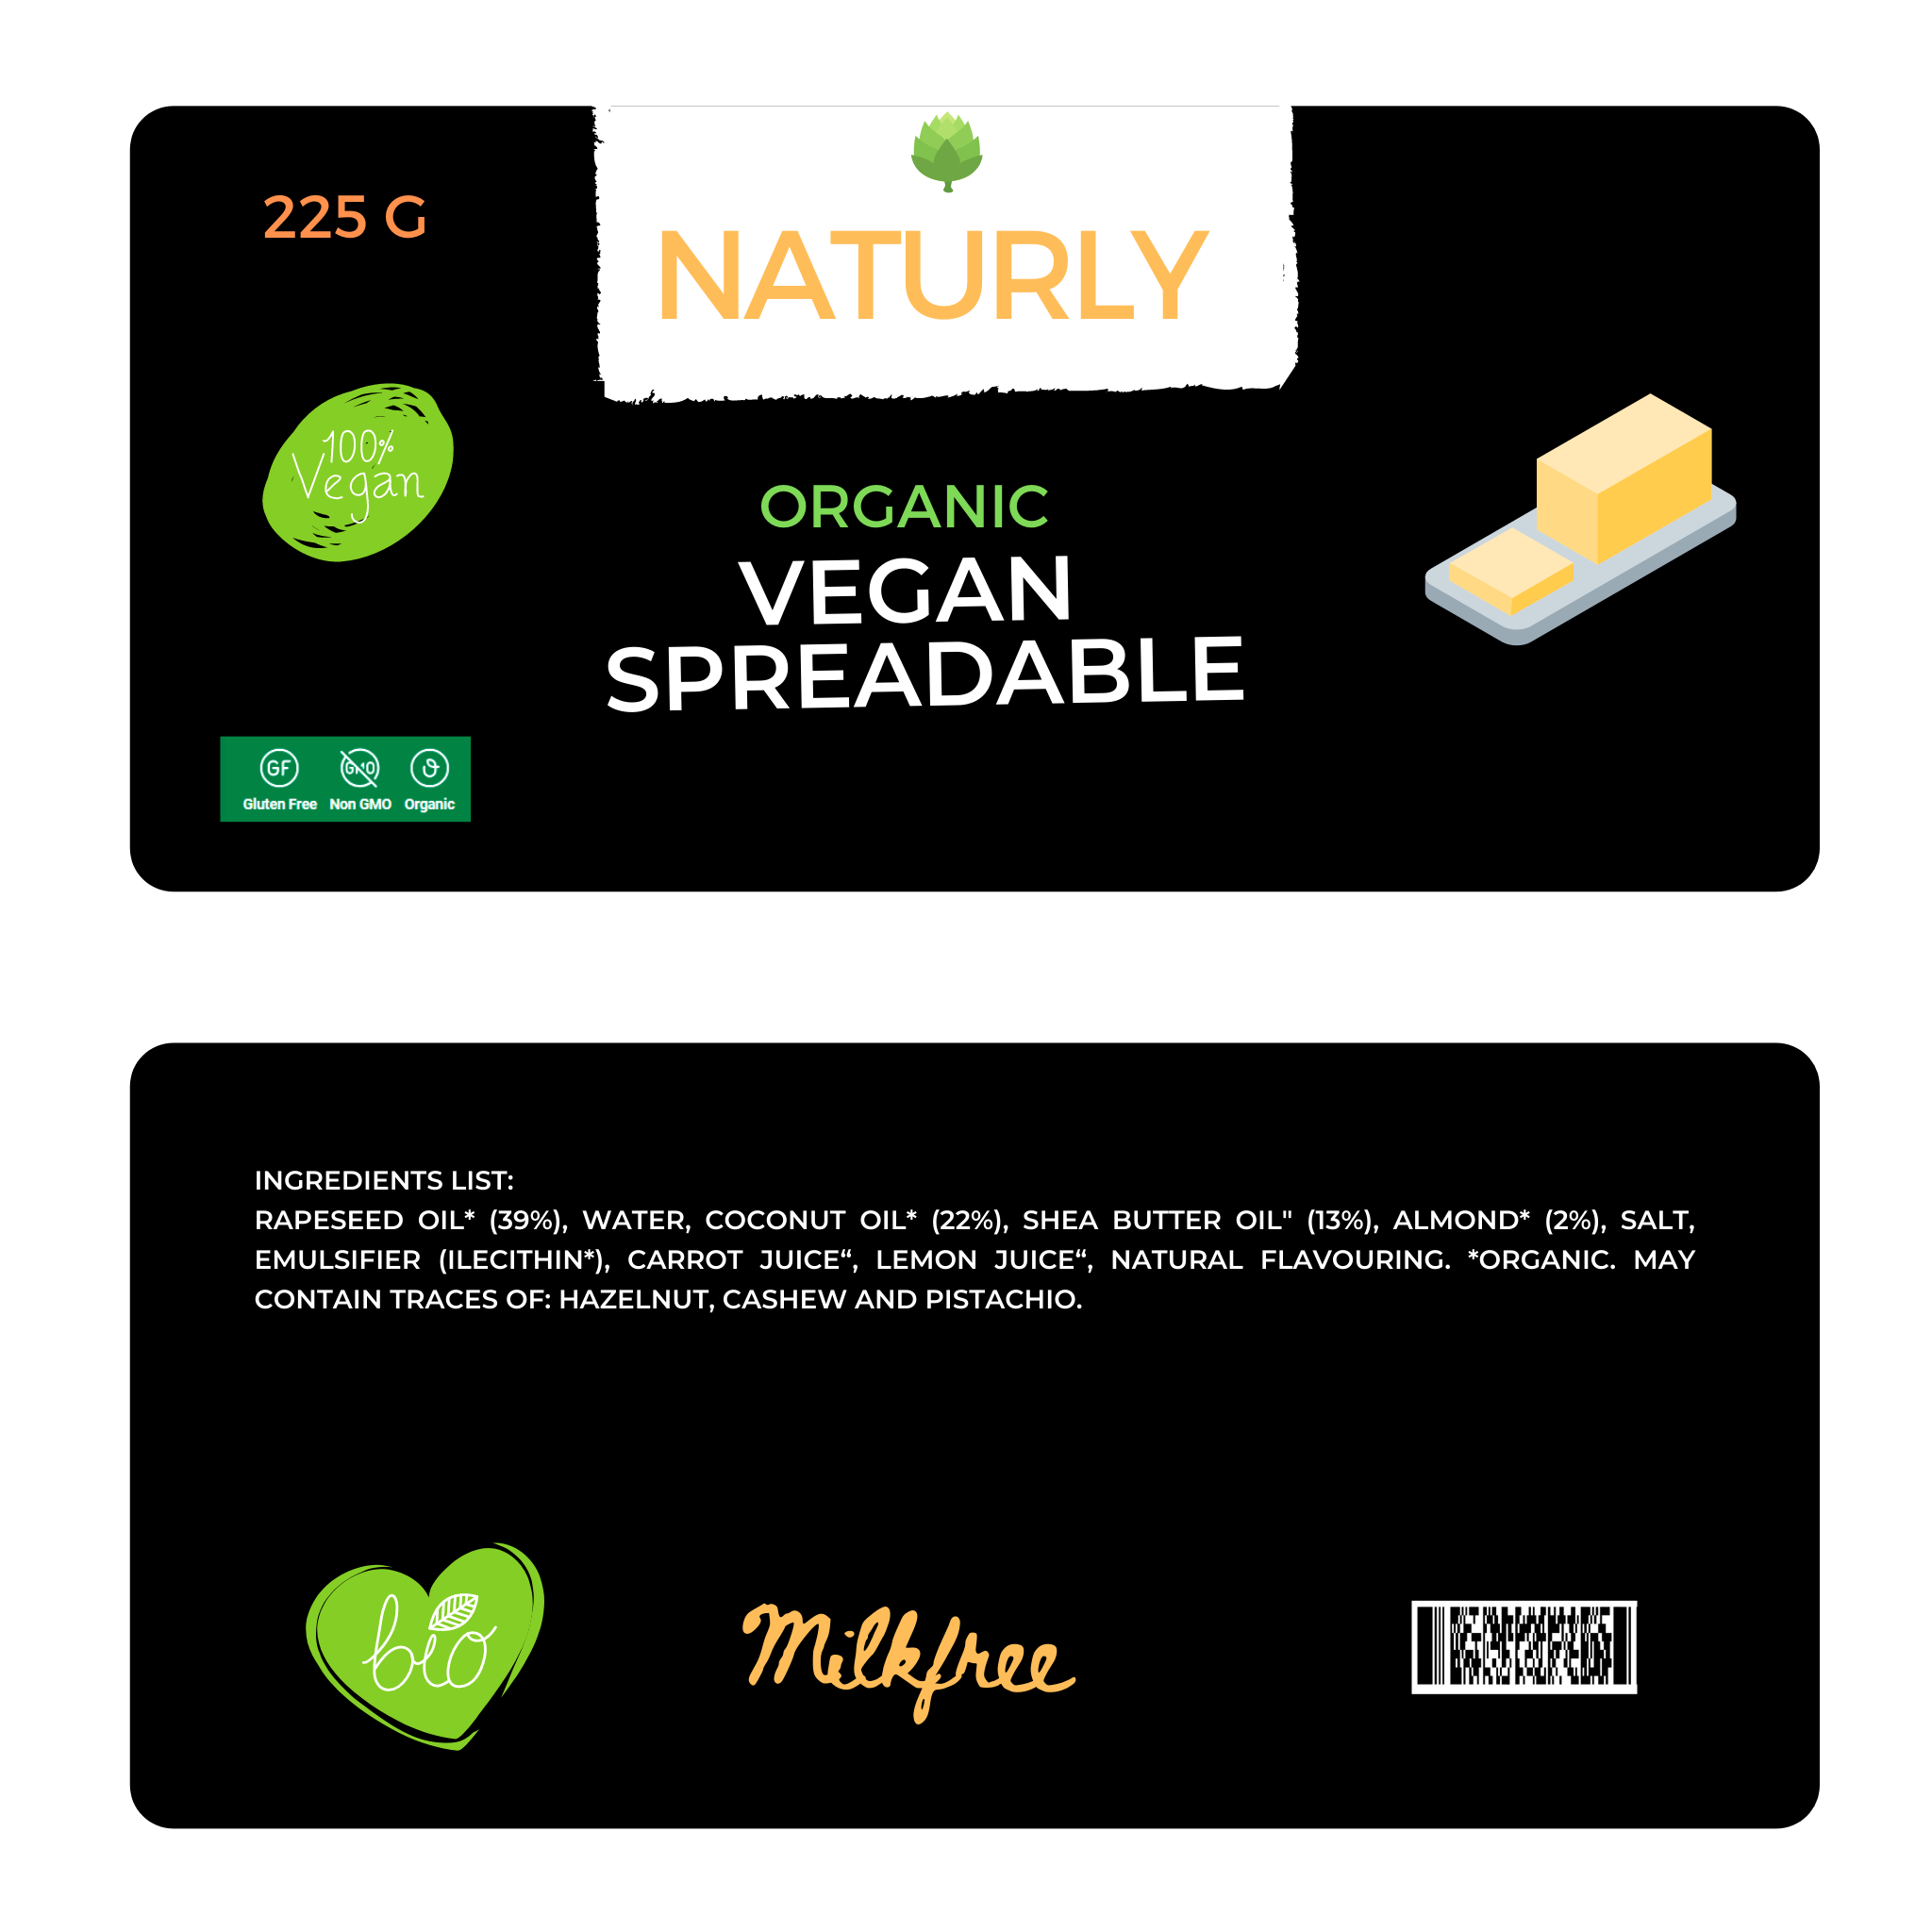 225 G
NATURLY
100%
Vegan
ORGANIC
VEGAN
SPREADABLE
GF GMO
Gluten Free Non GMO Organic
INGREDIENTS LIST:
RAPESEED OIL* (39%), WATER, COCONUT OIL* (22%), SHEA BUTTER OIL" (13%), ALMOND* (2%), SALT,
EMULSIFIER (ILECITHIN*), CARROT JUICE“, LEMON JUICE“, NATURAL FLAVOURING. *ORGANIC. MAY
CONTAIN TRACES OF: HAZELNUT, CASHEW AND PISTACHIO.
bio
Milkfree